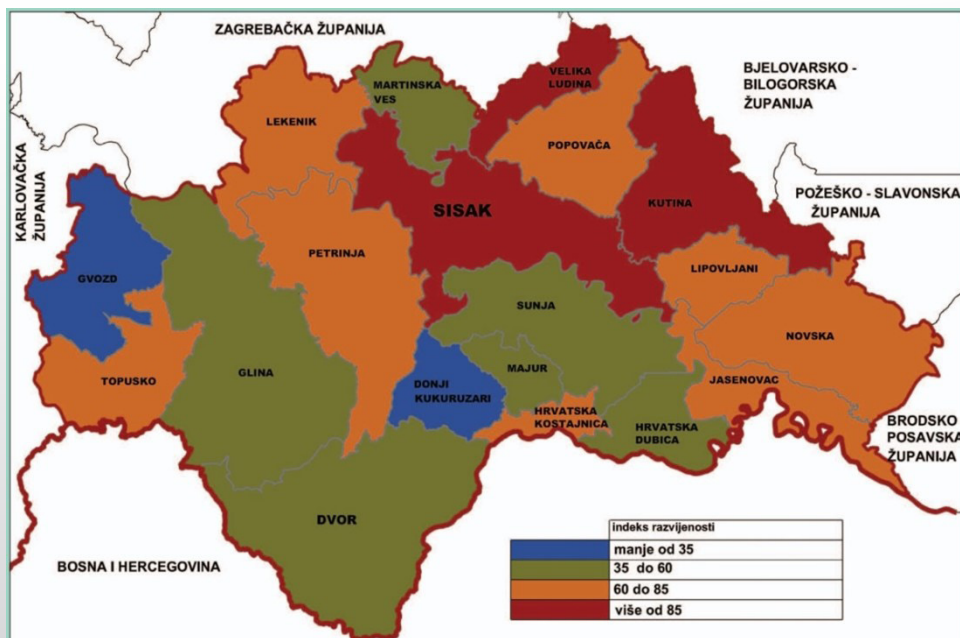 ZAGREBAČKA ŽUPANIJA
BJELOVARSKO -
BILOGORSKA
ŽUPANIJA
KARLOVAČKA
ŽUPANIJA
POŽEŠKO - SLAVONSKA
ŽUPANIJA
VELIKA
LUDINA
MARTINSKA
VES
LEKENIK
POPOVAČA
SISAK
KUTINA
PETRINJA
LIPOVLJANI
GVOZD
SUNJA
NOVSKA
TOPUSKO
GLINA
MAJUR
DONJI
KUKURUZARI
JASENOVAC
HRVATSKA
KOSTAJNICA
HRVATSKA
DUBICA
BRODSKO
POSAVSKA
ŽUPANIJA
DVOR
BOSNA I HERCEGOVINA
indeks razvijenosti
manje od 35
35 do 60
60 do 85
više od 85